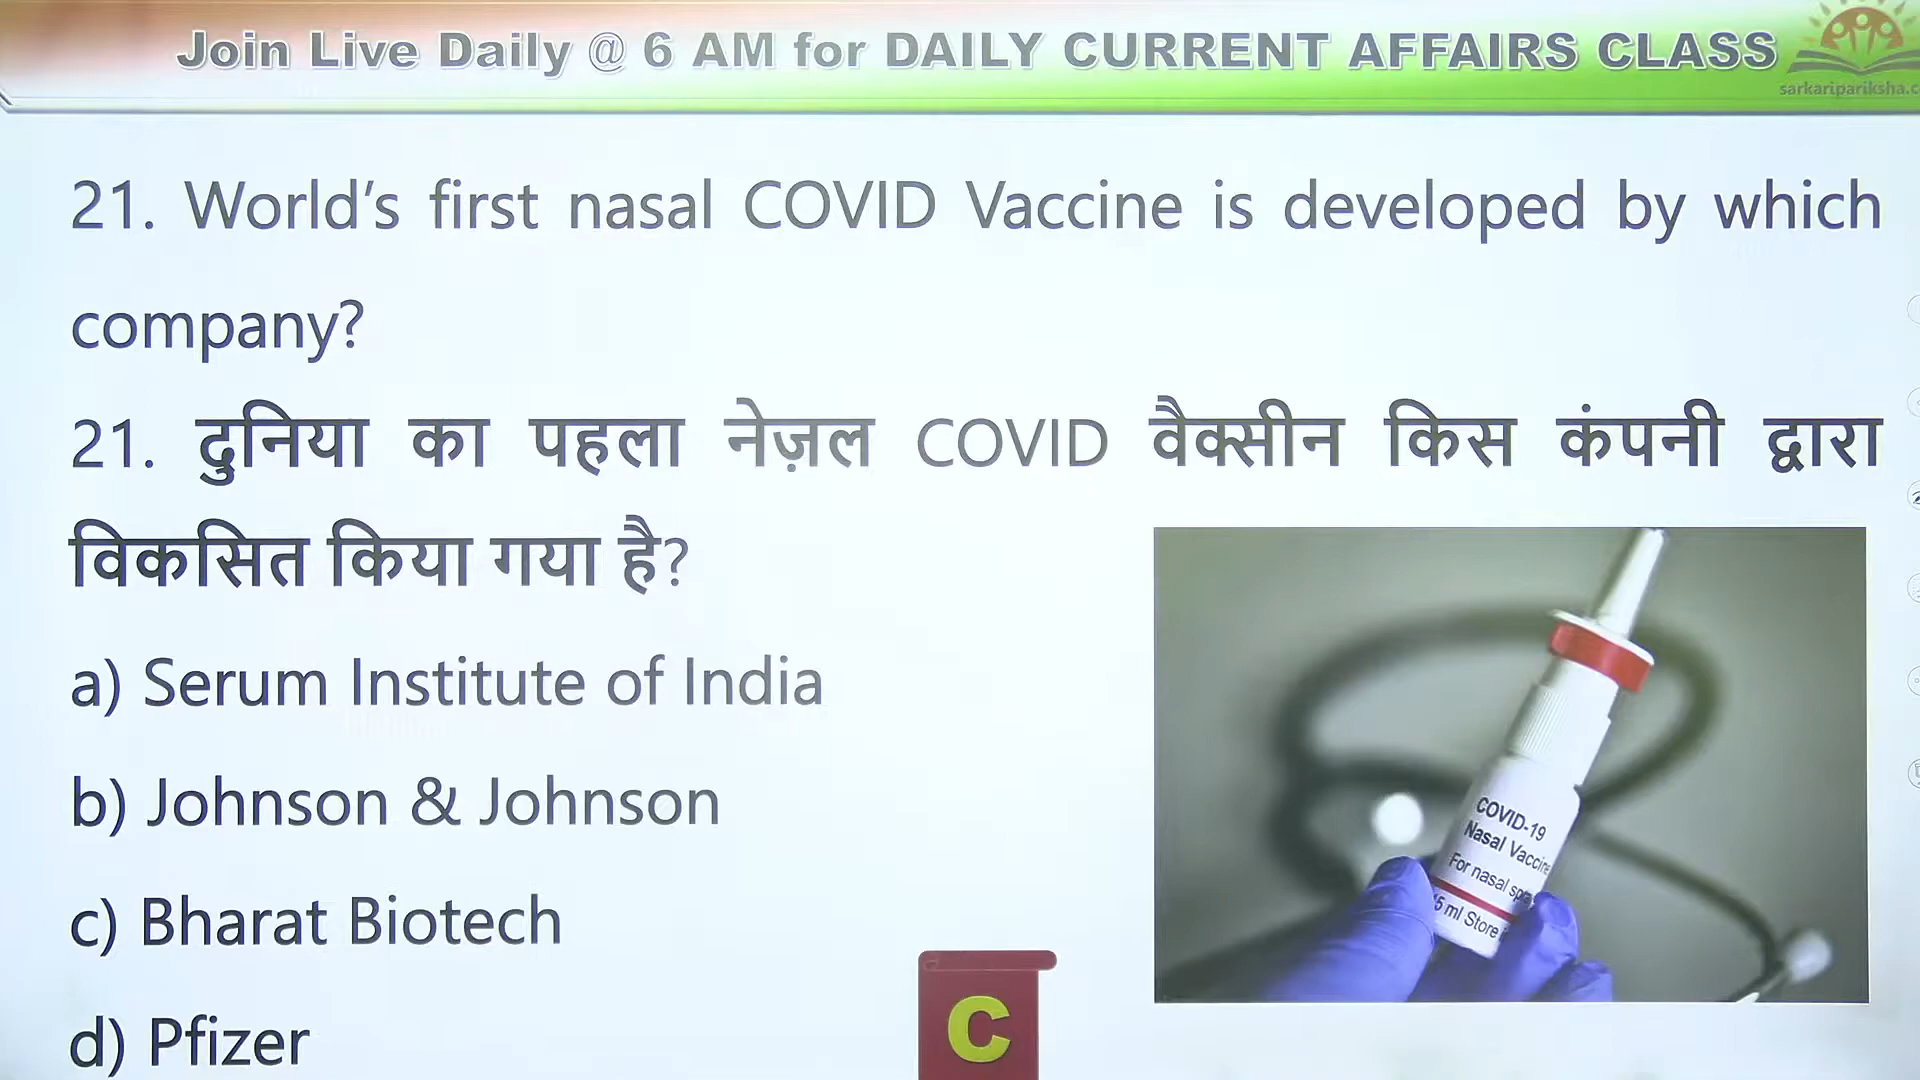 Join Live Daily @ 6 AM for DAILY CURRENT AFFAIRS CLASS
21. World’s first nasal COVID Vaccine is developed by which
company?
21. दुनिया का पहला नेज़ल COVID वैक्सीन किस कंपनी द्वारा
विकसित किया गया है?
a) Serum Institute of India
b) Johnson & Johnson
c) Bharat Biotech
d) Pfizer
C
COVID-19
Nasal Vaccine
For nasal
5 ml Store